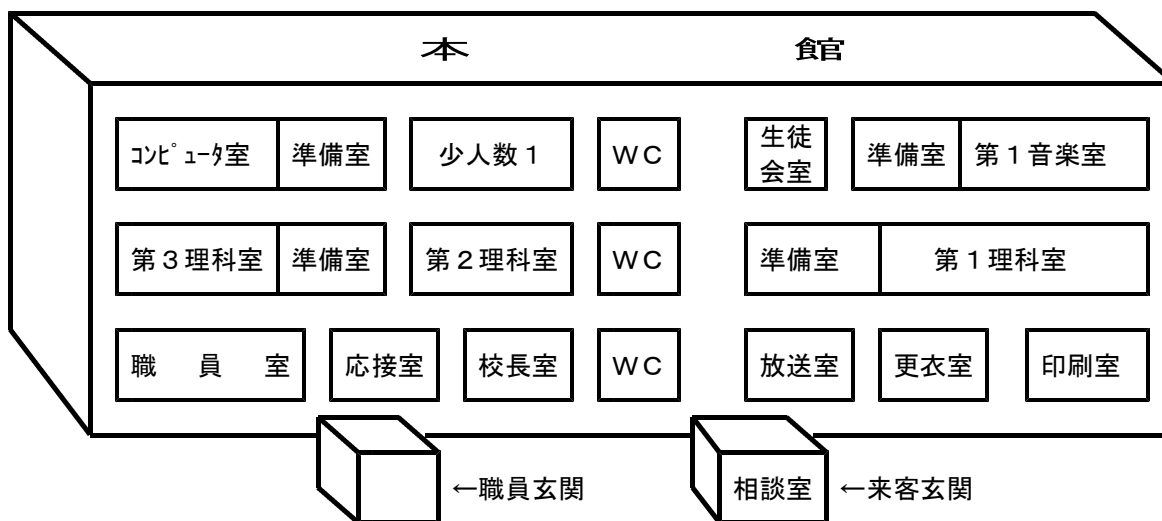 本 館
コンピュータ室 準備室 少人数1 WC 生徒会室 準備室 第1音楽室
第3理科室 準備室 第2理科室 WC 準備室 第1理科室
職員室 応接室 校長室 WC 放送室 更衣室 印刷室
←職員玄関 相談室 ←来客玄関